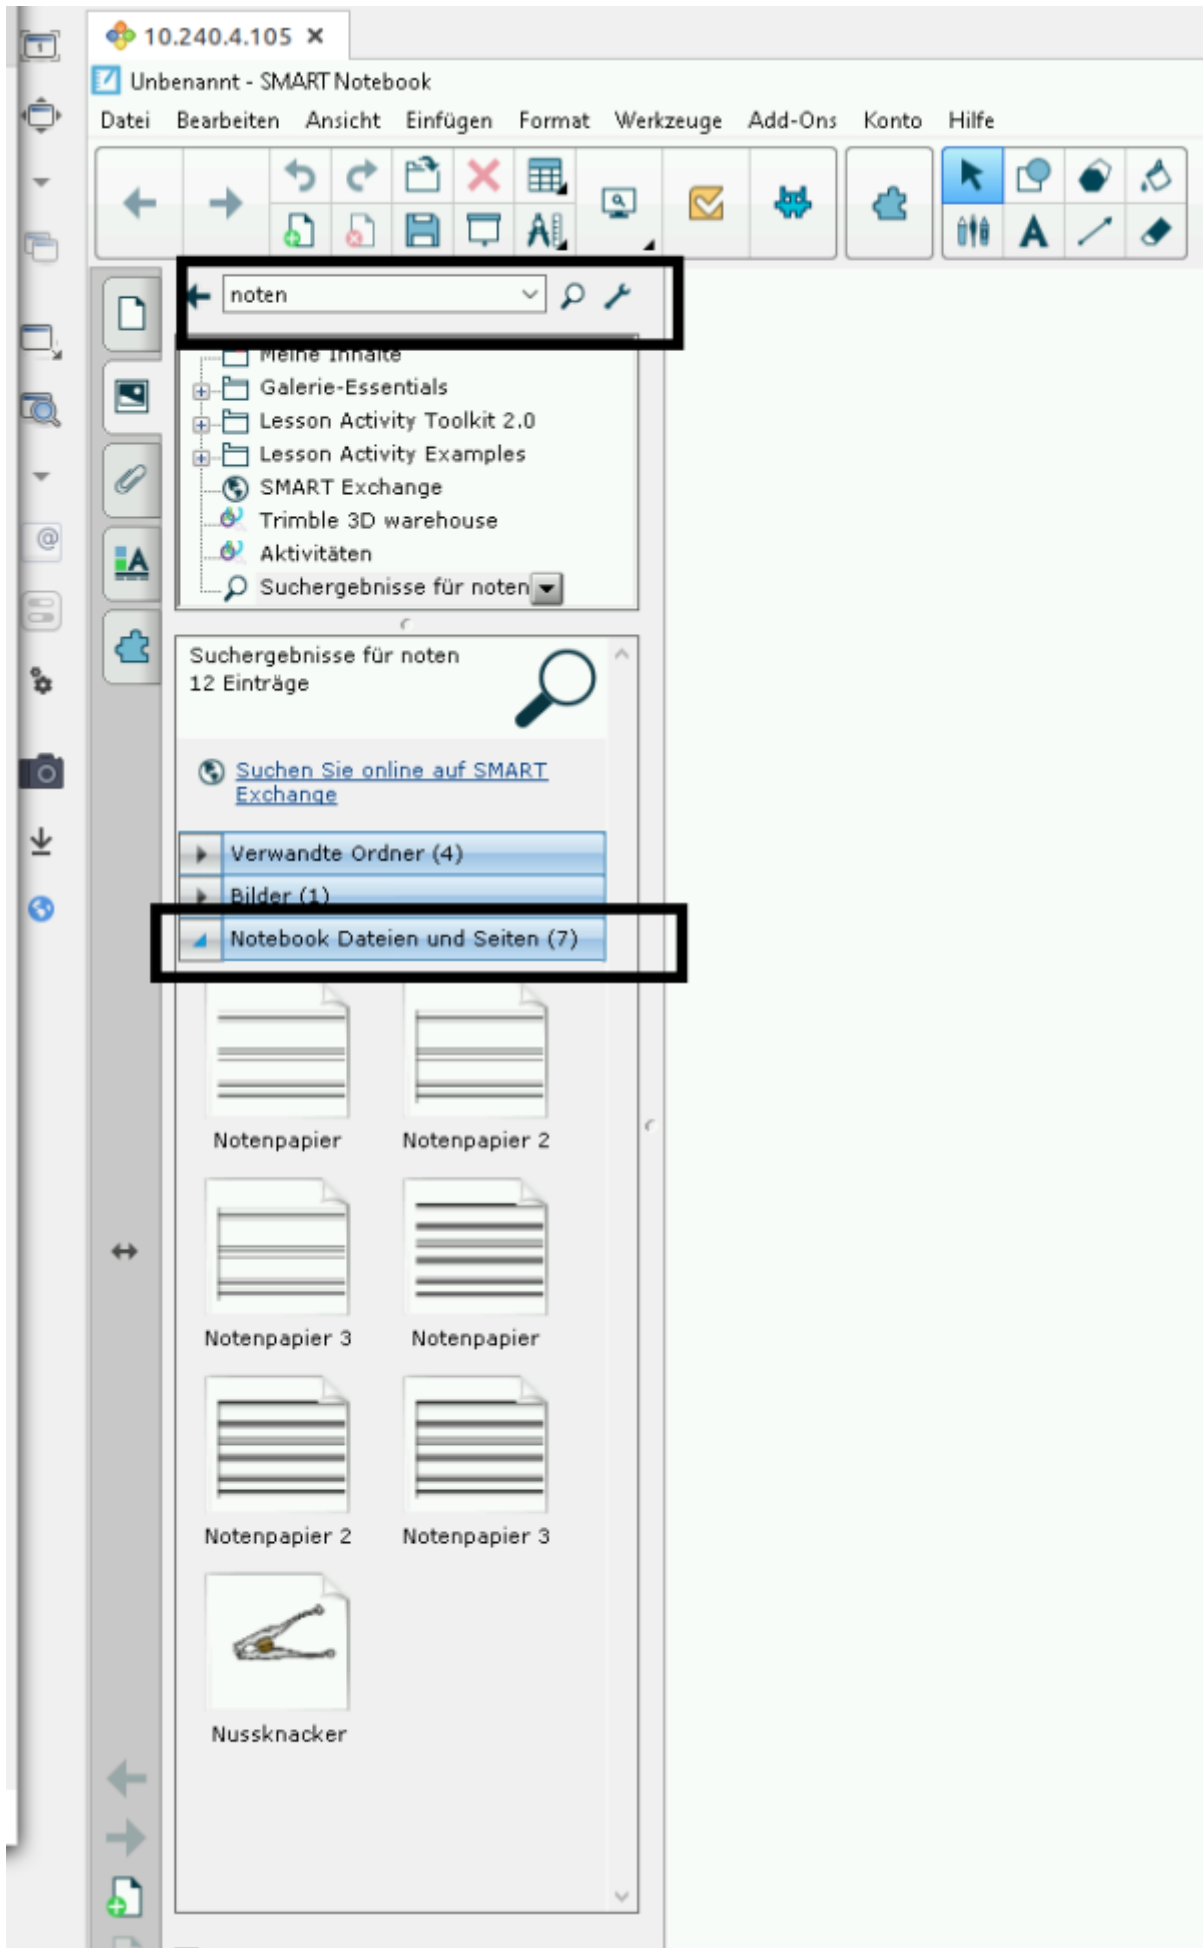 10.240.4.105
Unbenannt - SMART Notebook
Datei Bearbeiten Ansicht Einfügen Format Werkzeuge Add-Ons Konto Hilfe
noten
Meine Inhalte
Galerie-Essentials
Lesson Activity Toolkit 2.0
Lesson Activity Examples
SMART Exchange
Trimble 3D warehouse
Aktivitäten
Suchergebnisse für noten
Suchergebnisse für noten
12 Einträge
Suchen Sie online auf SMART
Exchange
Verwandte Ordner (4)
Bilder (1)
Notebook Dateien und Seiten (7)
Notenpapier Notenpapier 2
Notenpapier 3 Notenpapier
Notenpapier 2 Notenpapier 3
Nussknacker